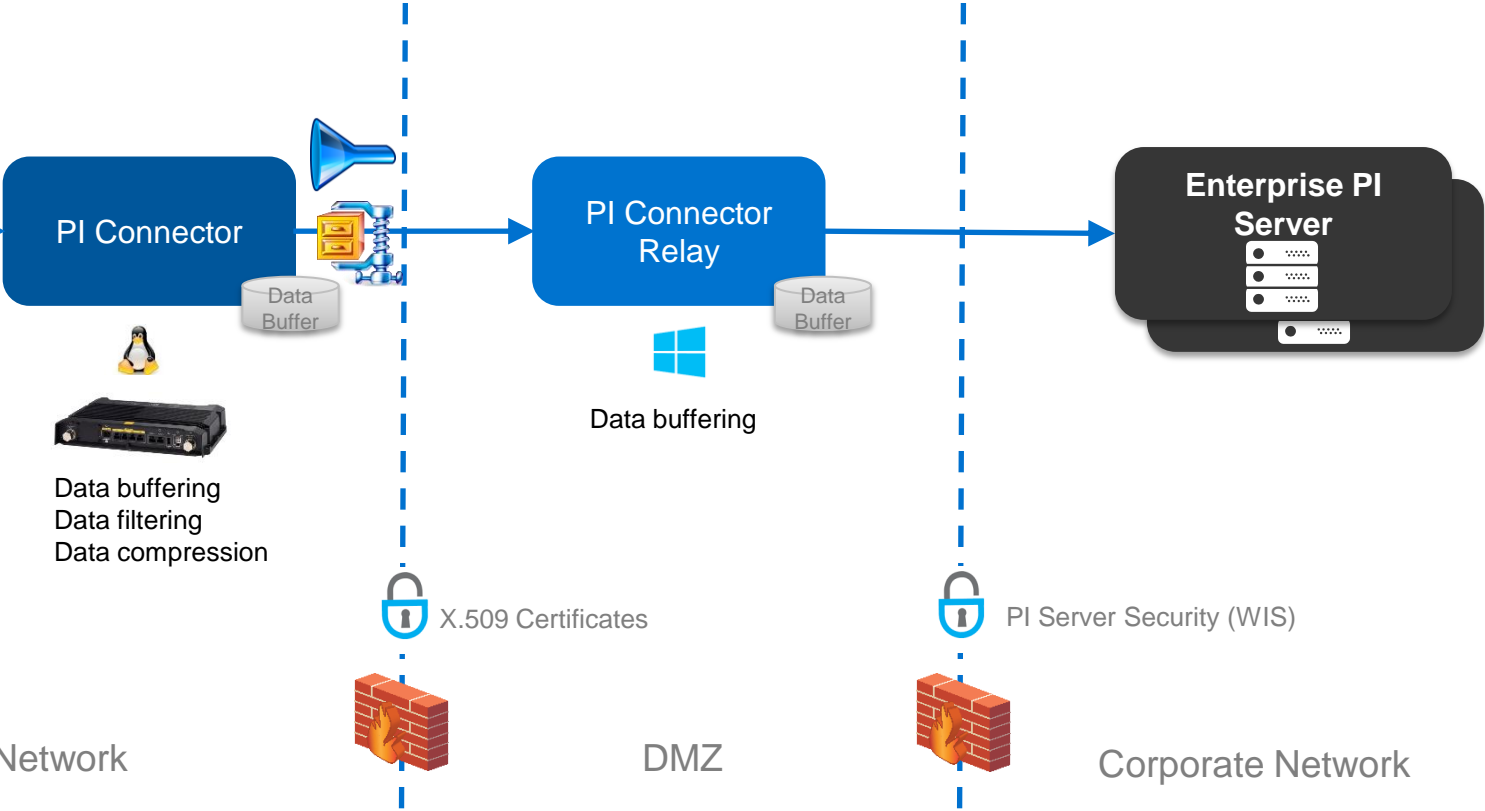 PI Connector
Data
Buffer
Data buffering
Data filtering
Data compression
PI Connector
Relay
Data
Buffer
Data buffering
Enterprise PI
Server
X.509 Certificates
PI Server Security (WIS)
Network
DMZ
Corporate Network